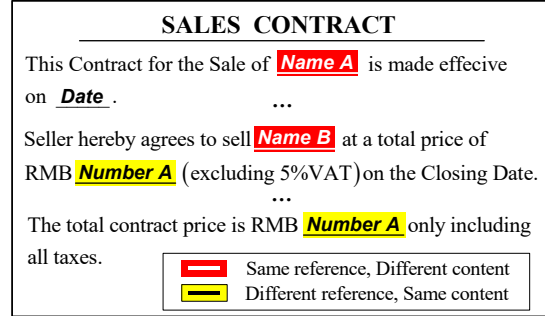 SALES CONTRACT
This Contract for the Sale of Name A is made effecive
on Date .
...
Seller hereby agrees to sell Name B at a total price of
RMB Number A (excluding 5%VAT) on the Closing Date.
...
The total contract price is RMB Number A only including
all taxes.
Same reference, Different content
Different reference, Same content